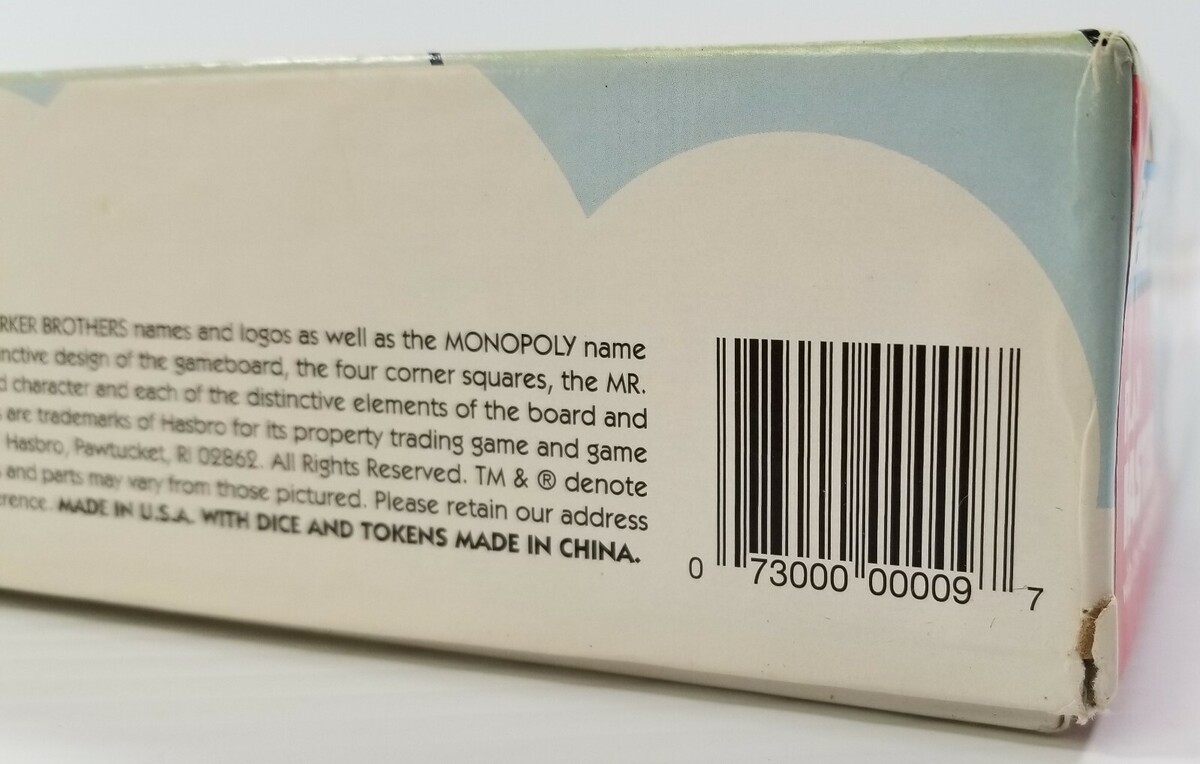 RKER BROTHERS names and logos as well as the MONOPOLY name
nctive design of the gameboard, the four corner squares, the MR.
d character and each of the distinctive elements of the board and
are trademarks of Hasbro for its property trading game and game
Hasbro, Pawtucket, RI 02862. All Rights Reserved. TM & ® denote
and parts may vary from those pictured. Please retain our address
rence. MADE IN U.S.A. WITH DICE AND TOKENS MADE IN CHINA.
0 73000 00009 7